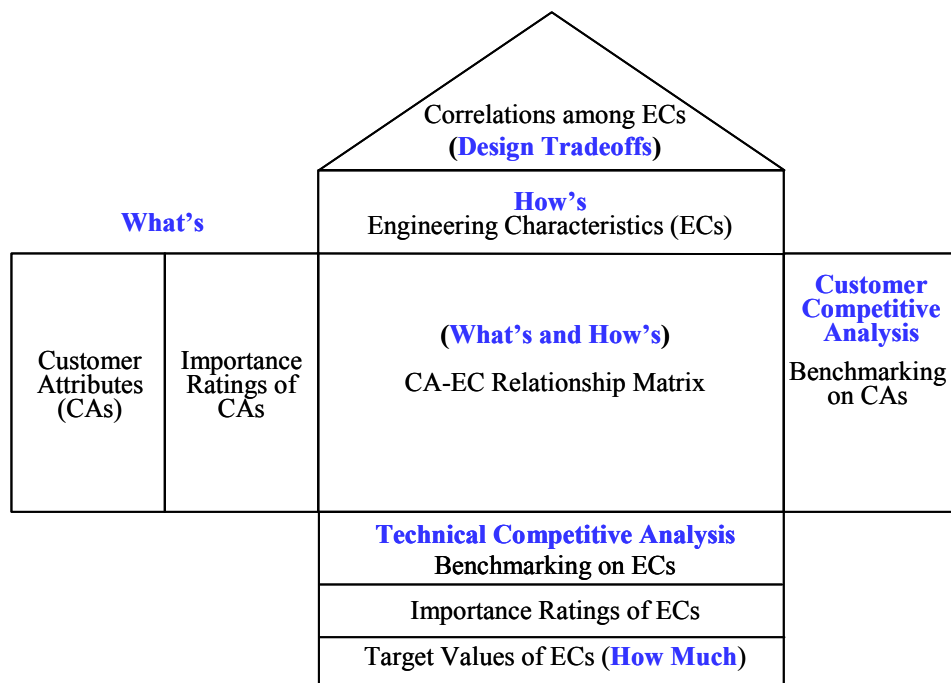 Correlations among ECs
(Design Tradeoffs)
How's
Engineering Characteristics (ECs)
What's
Customer
Attributes
(CAs)
Importance
Ratings of
CAs
(What's and How's)
CA-EC Relationship Matrix
Customer
Competitive
Analysis
Benchmarking
on CAs
Technical Competitive Analysis
Benchmarking on ECs
Importance Ratings of ECs
Target Values of ECs (How Much)